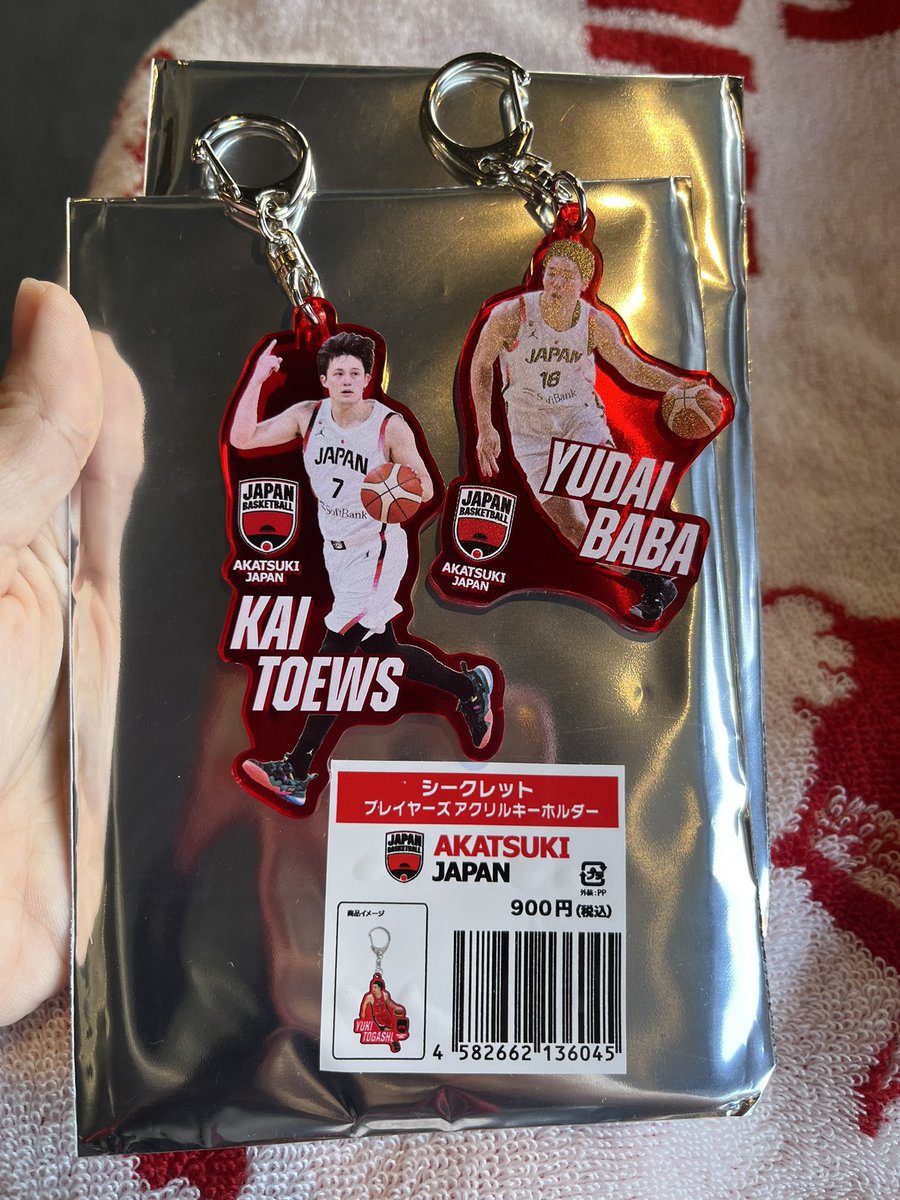 JAPAN
7
SoftBank
JAPAN
BASKETBALL
AKATSUKI
JAPAN
KAI
TOEWS
JAPAN
18
SoftBank
JAPAN
BASKETBALL
AKATSUKI
JAPAN
YUDAI
BABA
シークレット
プレイヤーズアクリルキーホルダー
JAPAN
BASKETBALL
AKATSUKI
JAPAN
プラ
外装:PP
900円(税込)
商品イメージ
YUKI
TOGASHI
4 582662 136045